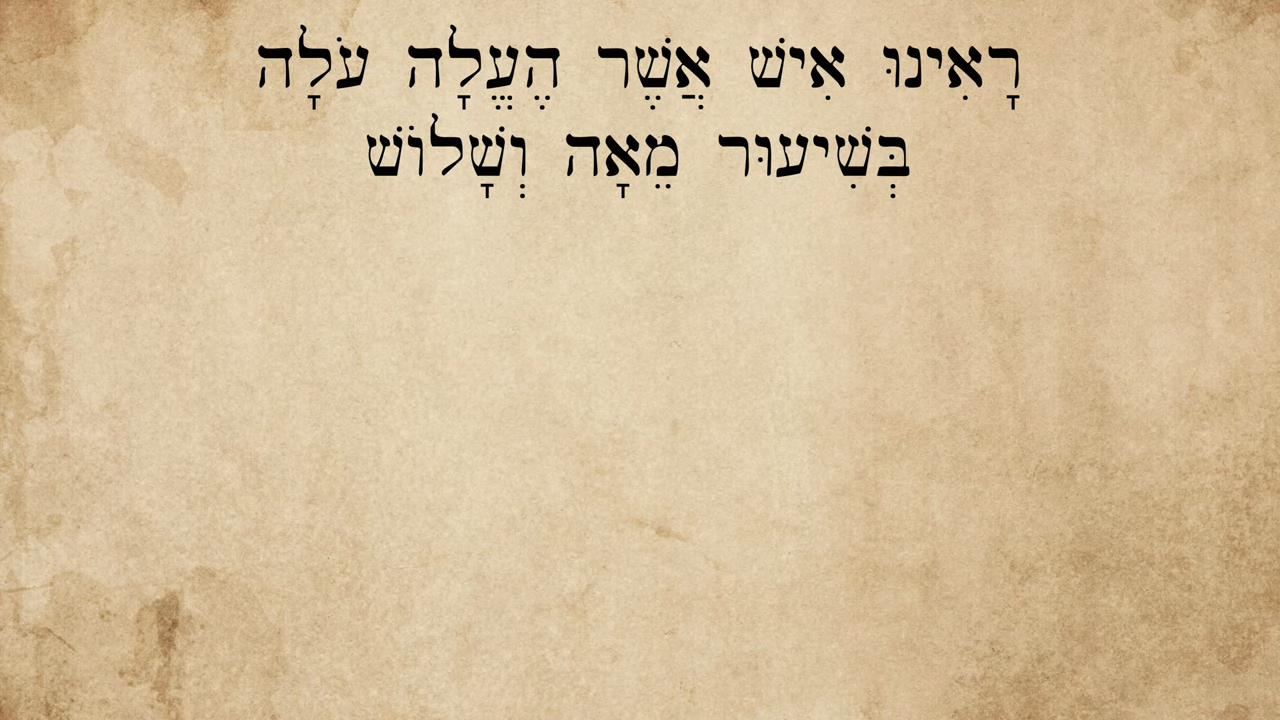 רָאִינוּ אִישׁ אֲשֶׁר הֶעֱלָה עֹלָה
בְּשִׁיעוּר מֵאָה וְשָׁלוֹשׁ